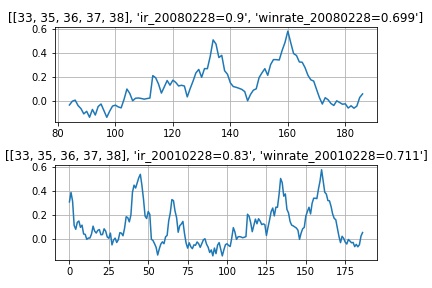 [[33, 35, 36, 37, 38], 'ir_20080228=0.9', 'winrate_20080228=0.699']
0.6
0.4
0.2
0.0
80 100 120 140 160 180
[[33, 35, 36, 37, 38], 'ir_20010228=0.83', 'winrate_20010228=0.711']
0.6
0.4
0.2
0.0
0 25 50 75 100 125 150 175